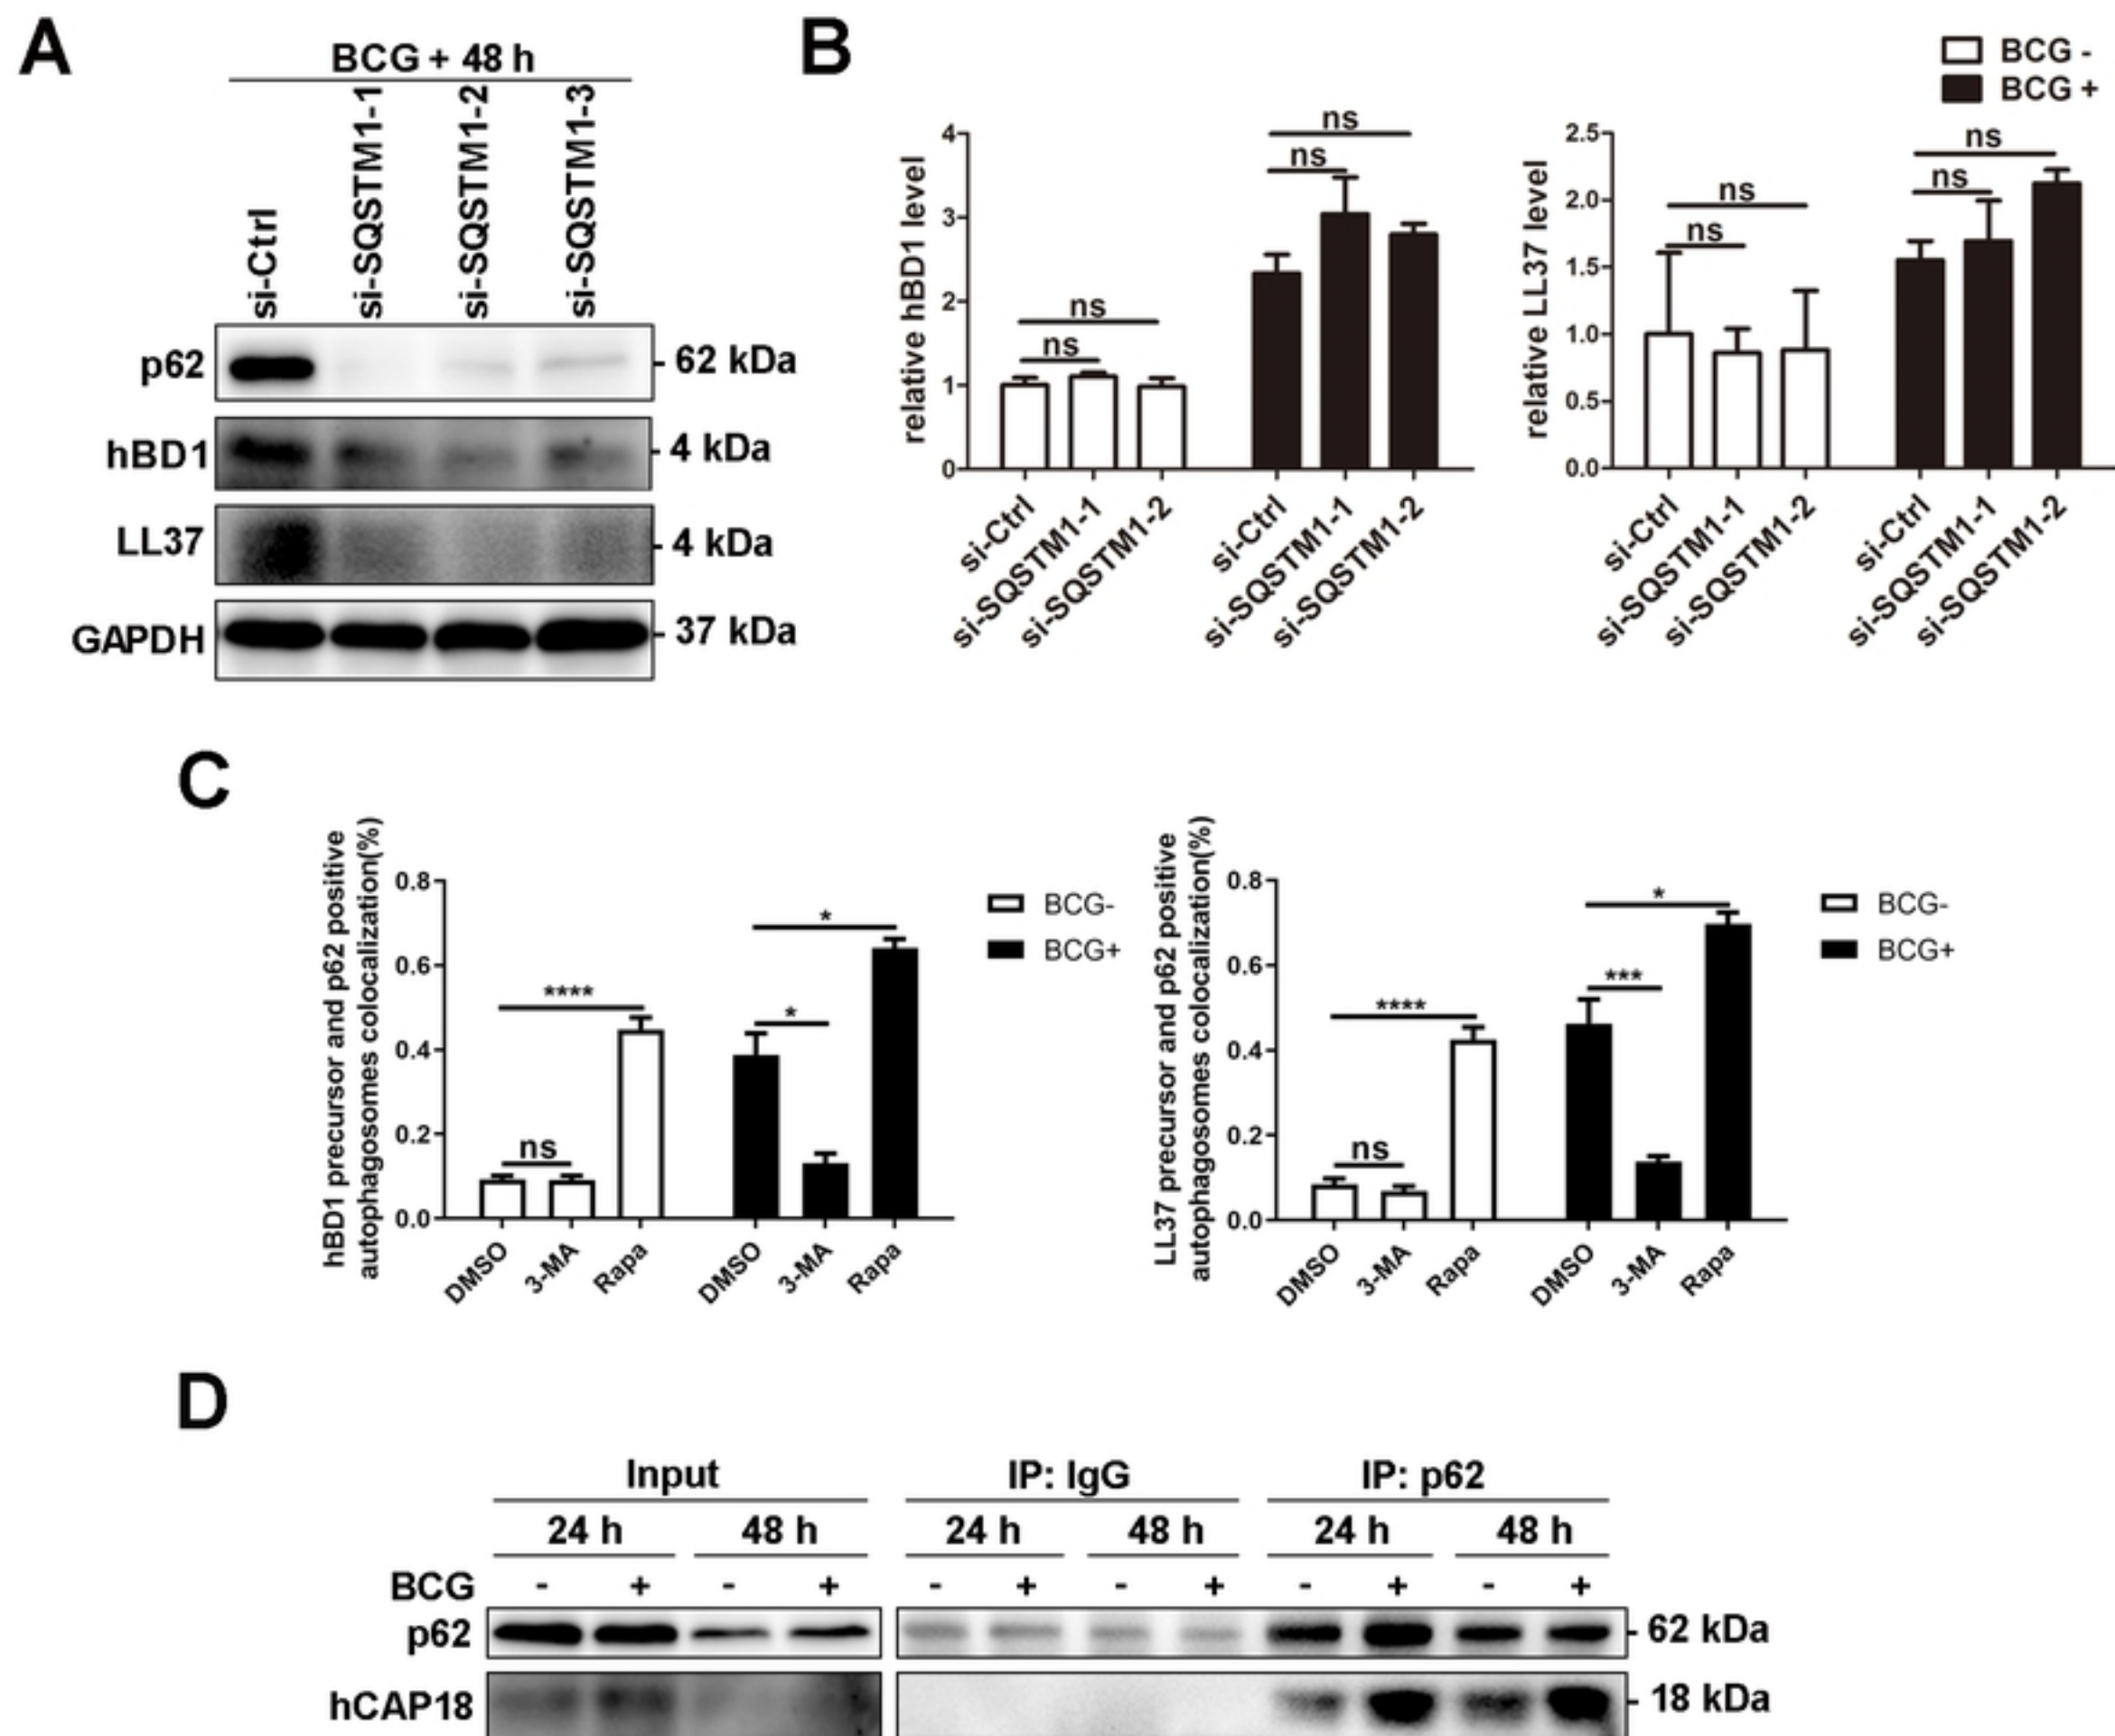 A
BCG + 48 h
si-Ctrl
si-SQSTM1-1
si-SQSTM1-2
si-SQSTM1-3
p62
62 kDa
hBD1
4 kDa
LL37
4 kDa
GAPDH
37 kDa
B
BCG -
BCG +
relative hBD1 level
4
3
2
1
0
ns
ns
ns
ns
si-Ctrl
si-SQSTM1-1
si-SQSTM1-2
si-Ctrl
si-SQSTM1-1
si-SQSTM1-2
relative LL37 level
2.5
2.0
1.5
1.0
0.5
0.0
ns
ns
ns
ns
si-Ctrl
si-SQSTM1-1
si-SQSTM1-2
si-Ctrl
si-SQSTM1-1
si-SQSTM1-2
C
hBD1 precursor and p62 positive
autophagosomes colocalization(%)
0.8
0.6
0.4
0.2
0.0
ns
****
*
*
DMSO
3-MA
Rapa
DMSO
3-MA
Rapa
BCG-
BCG+
LL37 precursor and p62 positive
autophagosomes colocalization(%)
0.8
0.6
0.4
0.2
0.0
ns
****
***
*
DMSO
3-MA
Rapa
DMSO
3-MA
Rapa
BCG-
BCG+
D
Input IP: IgG IP: p62
24 h 48 h 24 h 48 h 24 h 48 h
BCG - + - + - + - + - + - +
p62 62 kDa
hCAP18 18 kDa